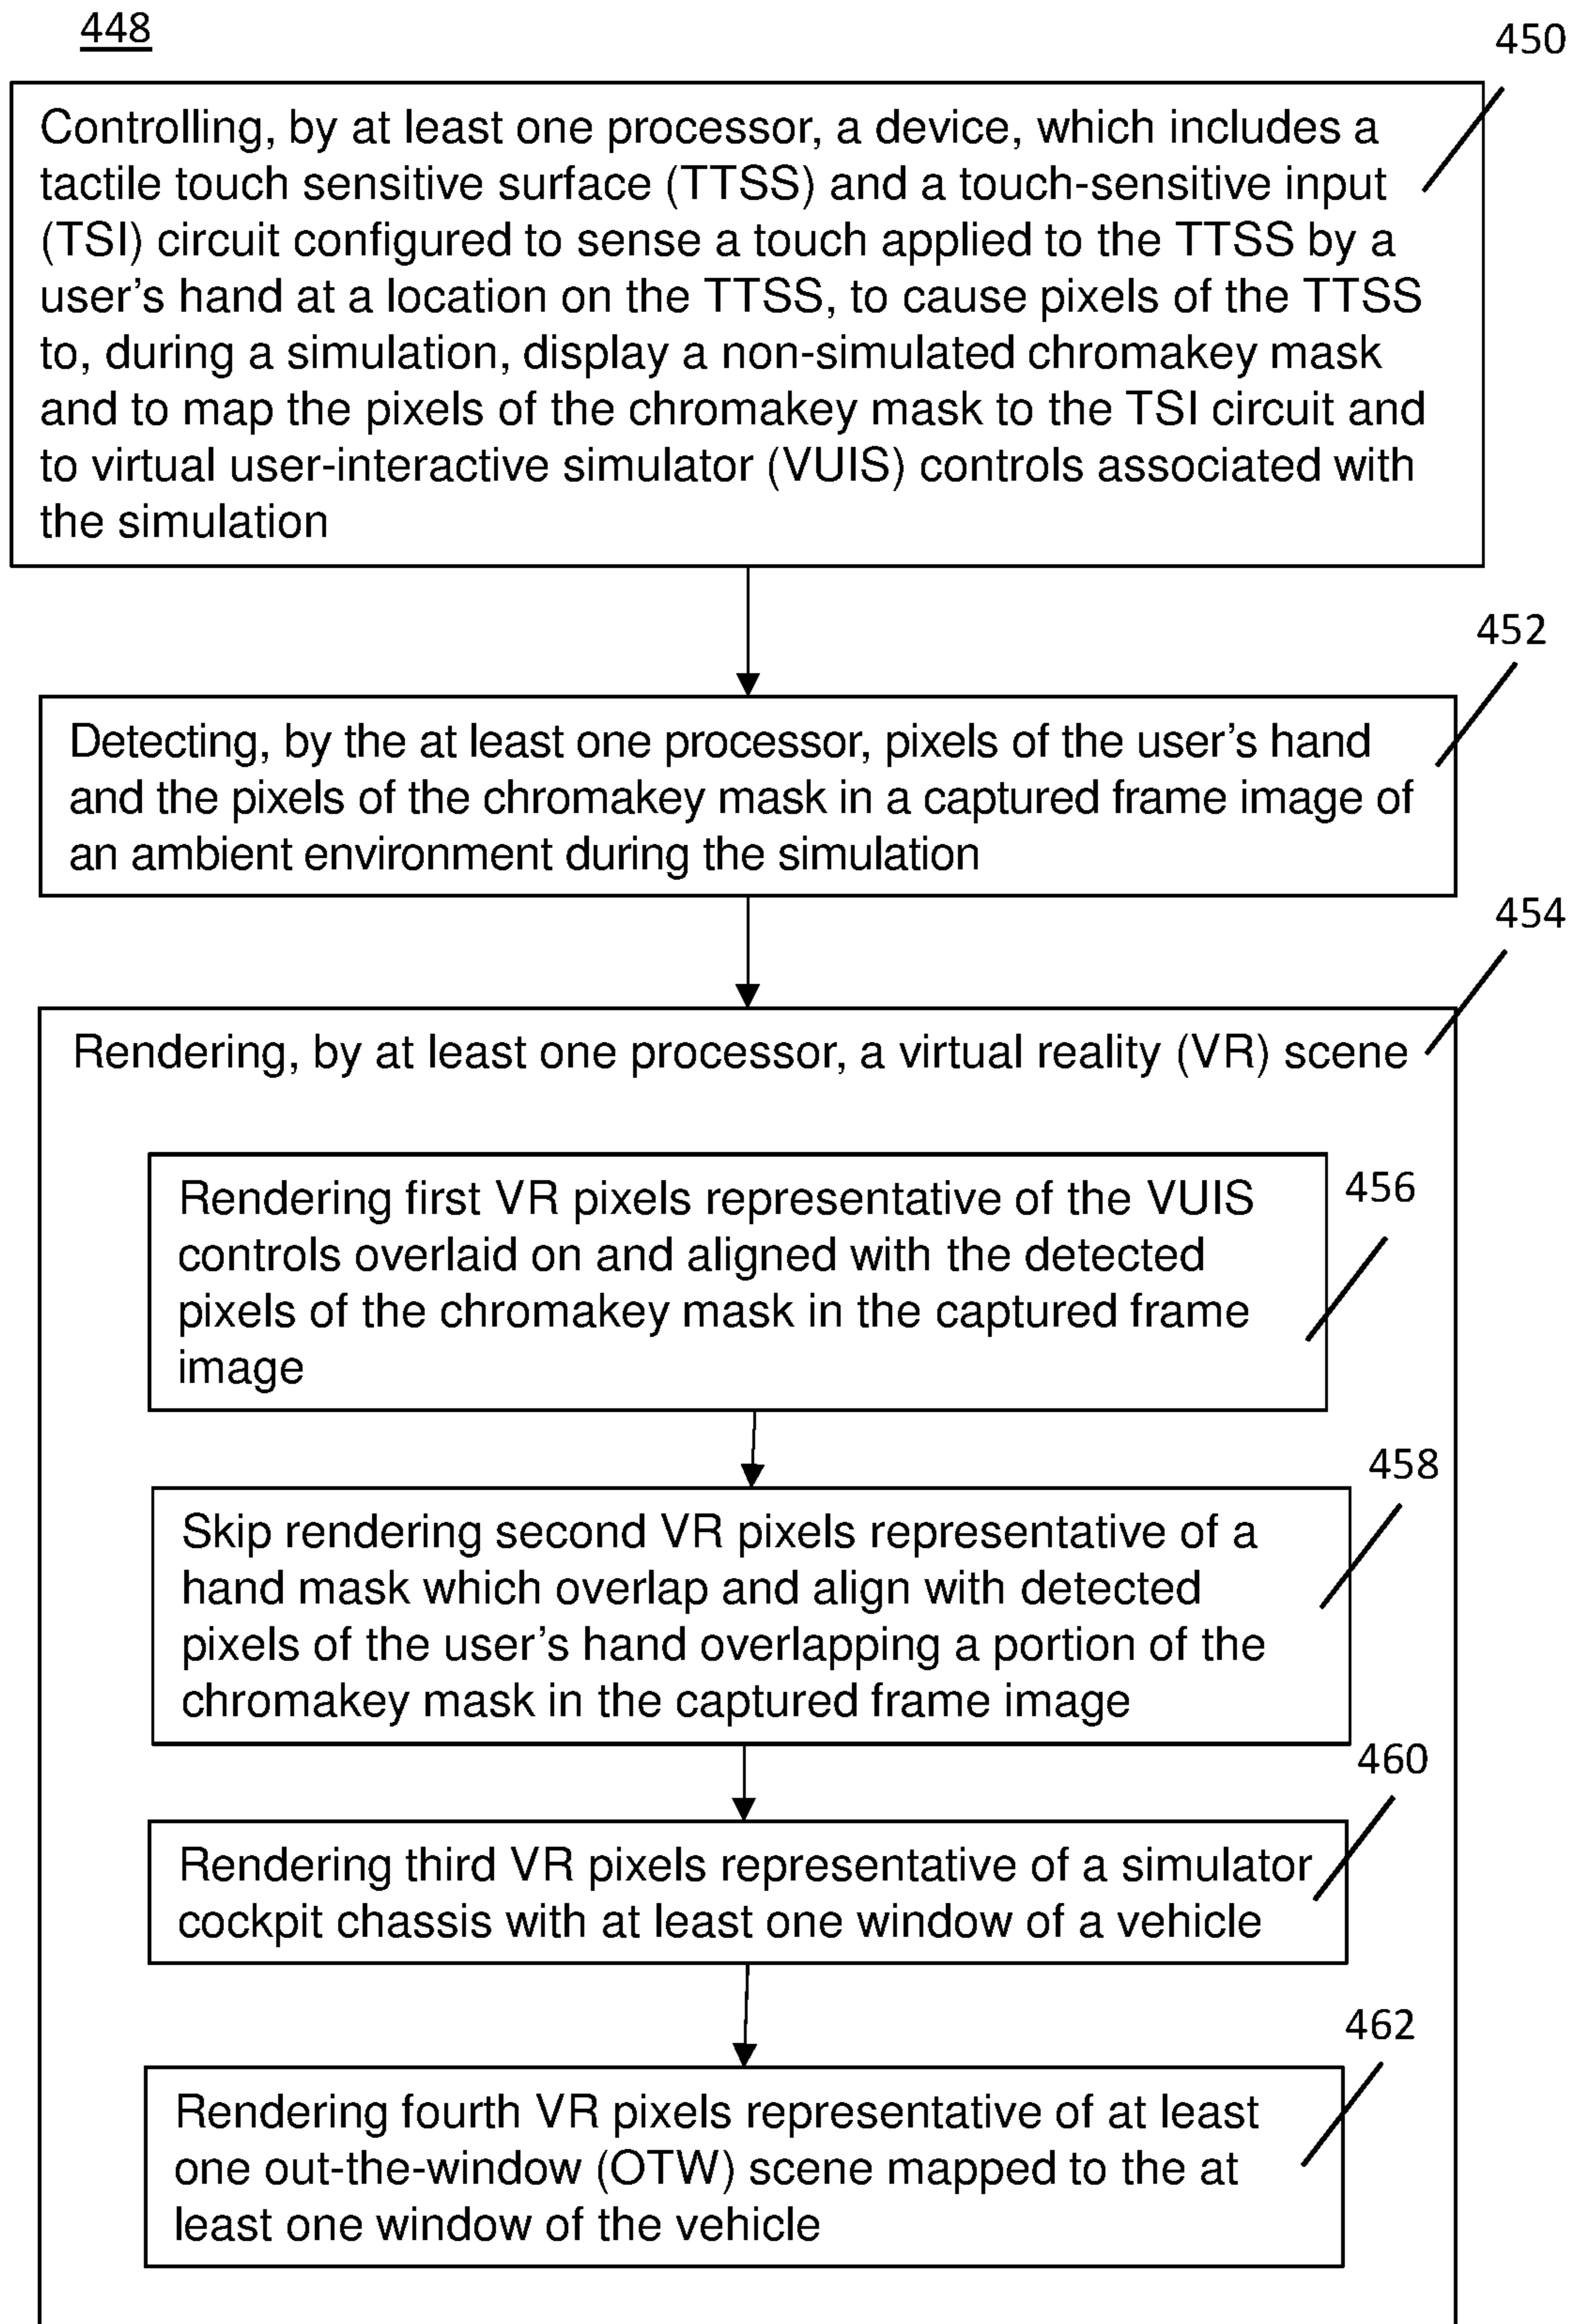 448
450
Controlling, by at least one processor, a device, which includes a
tactile touch sensitive surface (TTSS) and a touch-sensitive input
(TSI) circuit configured to sense a touch applied to the TTSS by a
user's hand at a location on the TTSS, to cause pixels of the TTSS
to, during a simulation, display a non-simulated chromakey mask
and to map the pixels of the chromakey mask to the TSI circuit and
to virtual user-interactive simulator (VUIS) controls associated with
the simulation
452
Detecting, by the at least one processor, pixels of the user's hand
and the pixels of the chromakey mask in a captured frame image of
an ambient environment during the simulation
454
Rendering, by at least one processor, a virtual reality (VR) scene
456
Rendering first VR pixels representative of the VUIS
controls overlaid on and aligned with the detected
pixels of the chromakey mask in the captured frame
image
458
Skip rendering second VR pixels representative of a
hand mask which overlap and align with detected
pixels of the user's hand overlapping a portion of the
chromakey mask in the captured frame image
460
Rendering third VR pixels representative of a simulator
cockpit chassis with at least one window of a vehicle
462
Rendering fourth VR pixels representative of at least
one out-the-window (OTW) scene mapped to the at
least one window of the vehicle